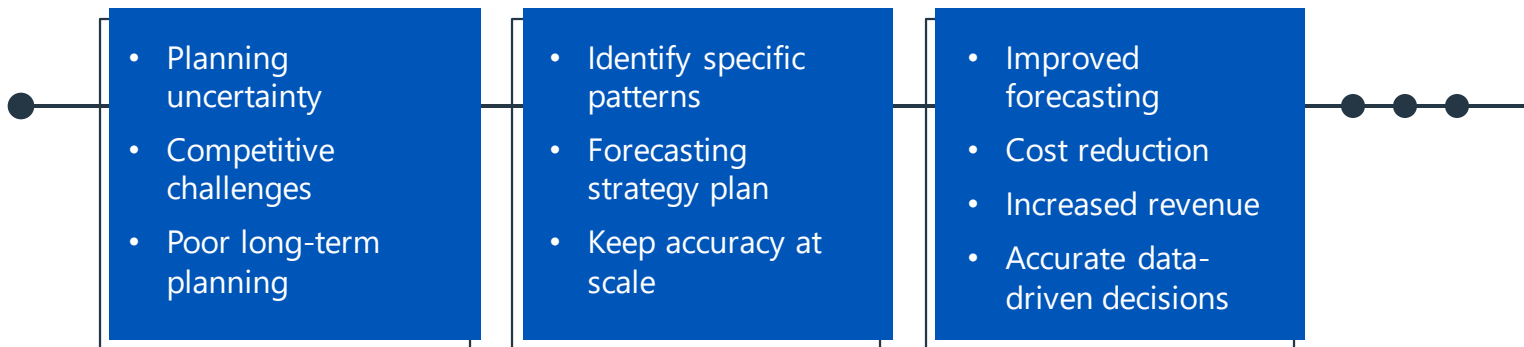 • Planning
uncertainty
• Competitive
challenges
• Poor long-term
planning
• Identify specific
patterns
• Forecasting
strategy plan
• Keep accuracy at
scale
• Improved
forecasting
• Cost reduction
• Increased revenue
• Accurate data-
driven decisions